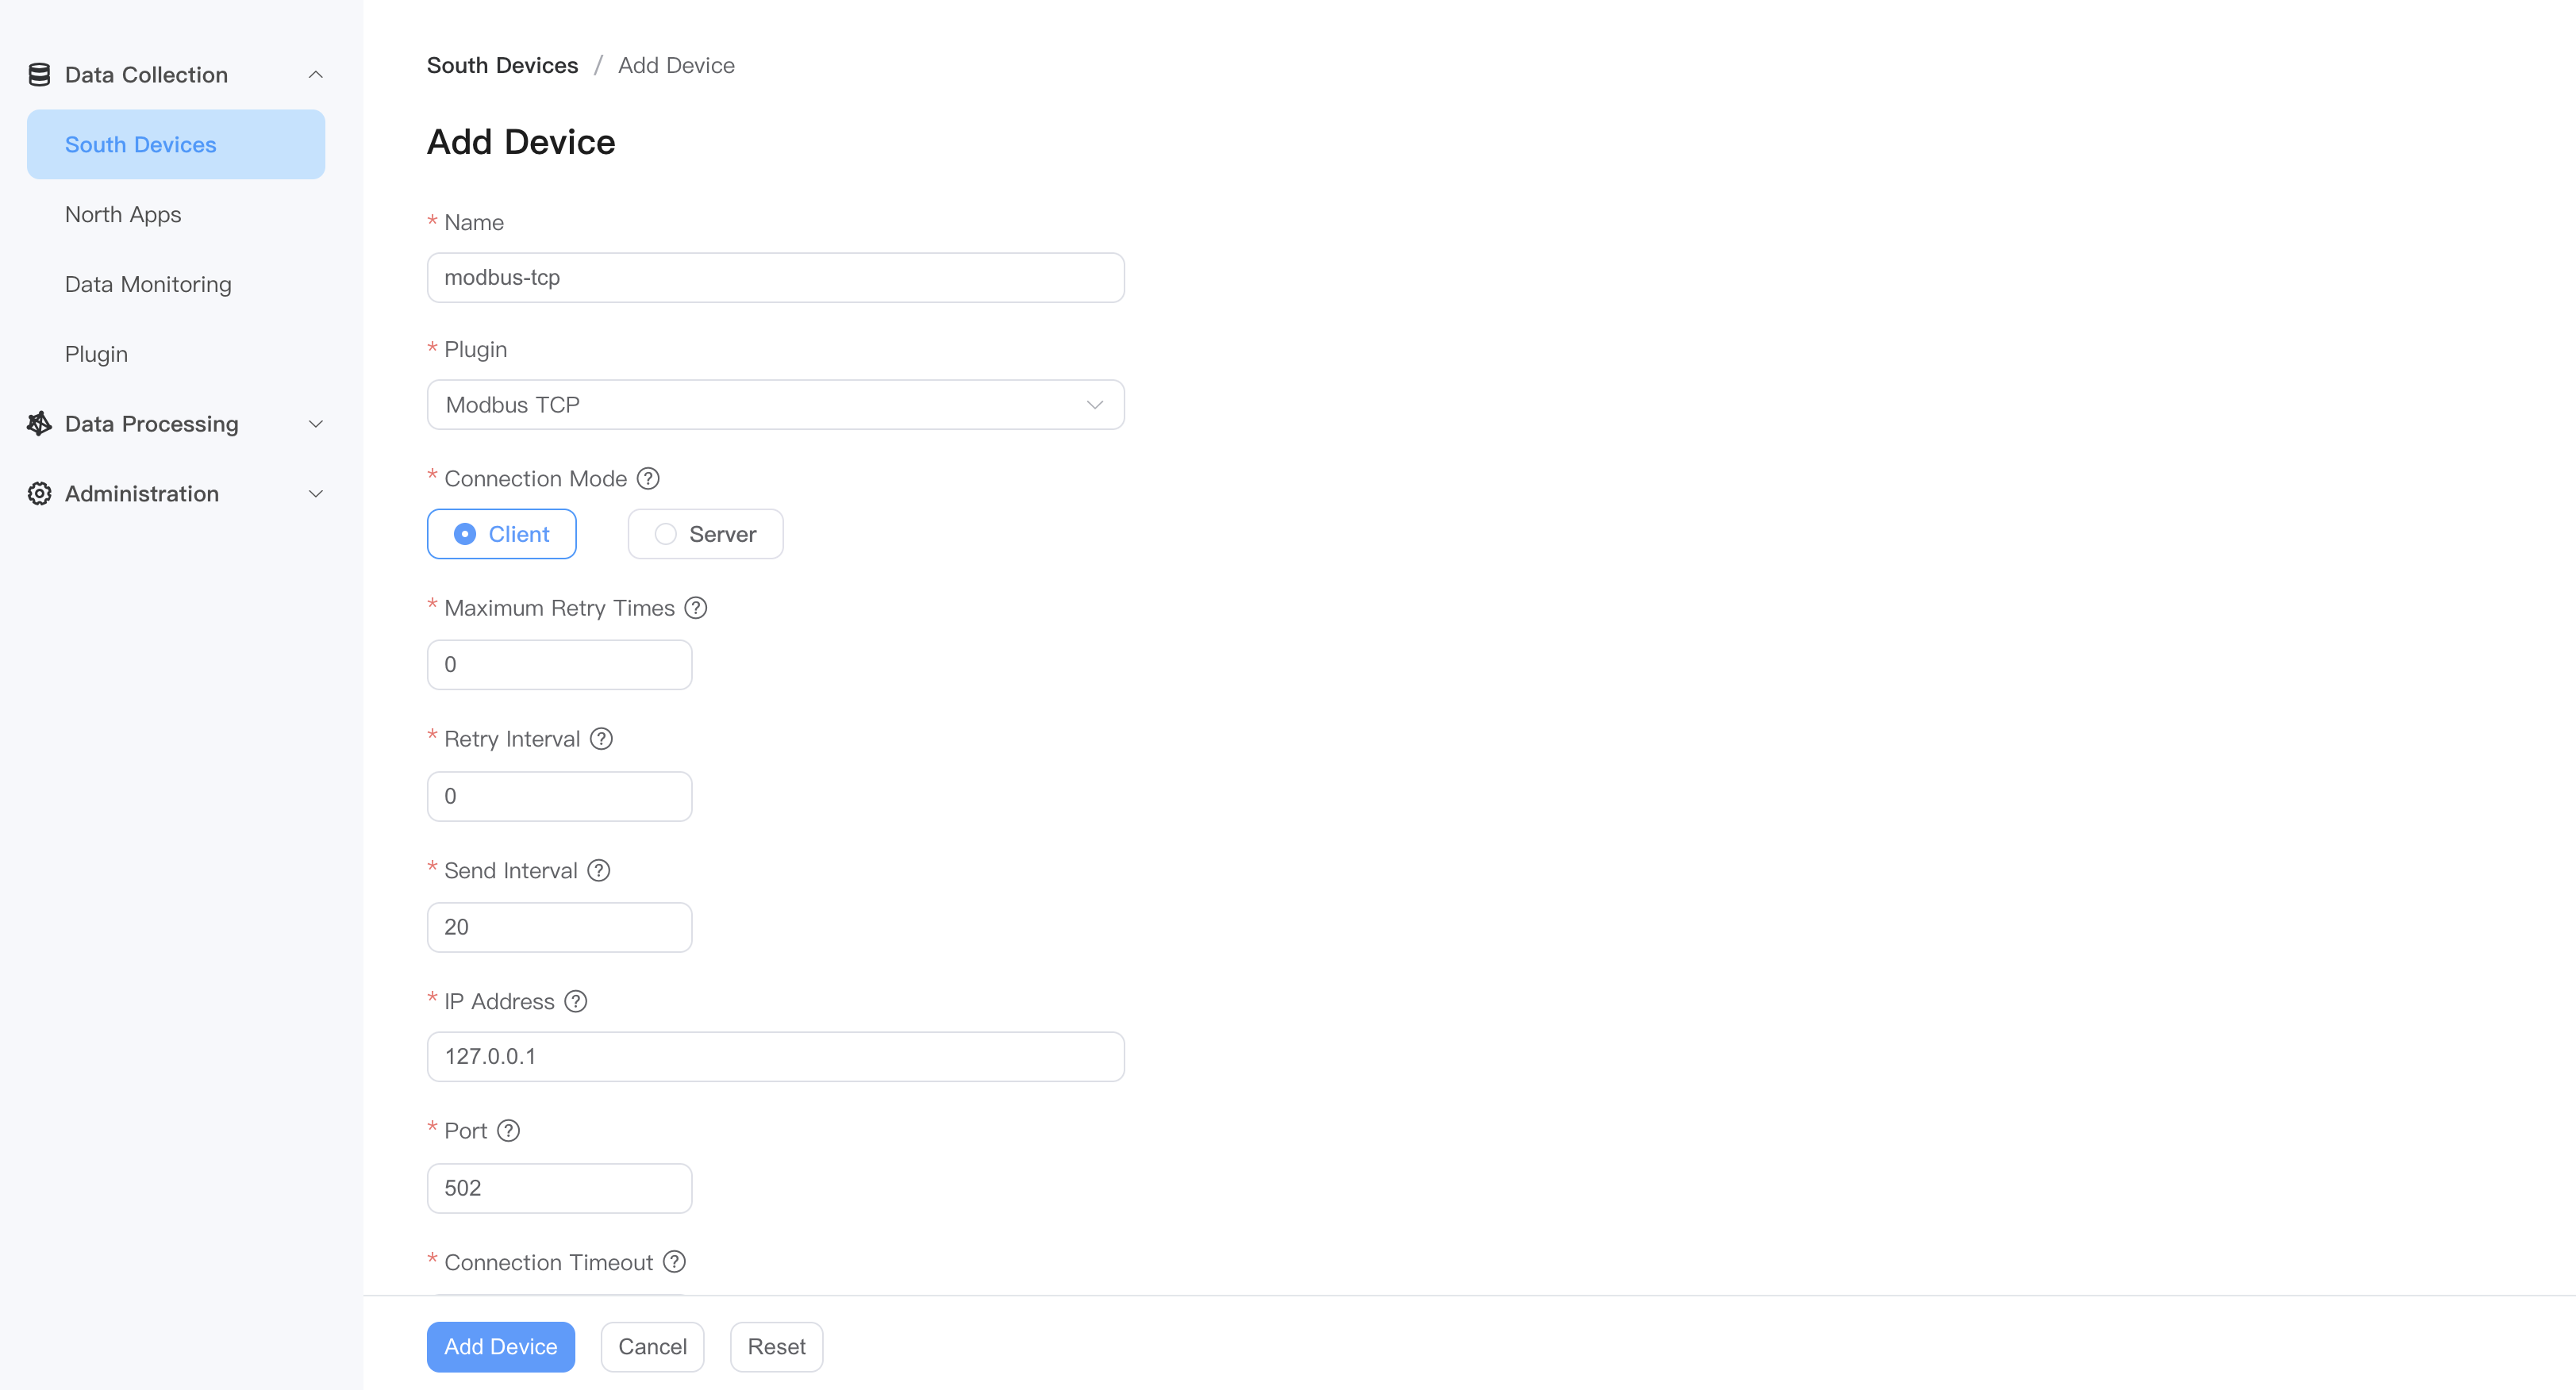 Data Collection
South Devices
North Apps
Data Monitoring
Plugin
Data Processing
Administration
South Devices / Add Device
Add Device
* Name
modbus-tcp
* Plugin
Modbus TCP
* Connection Mode ?
Client Server
* Maximum Retry Times ?
0
* Retry Interval ?
0
* Send Interval ?
20
* IP Address ?
127.0.0.1
* Port ?
502
* Connection Timeout ?
Add Device Cancel Reset